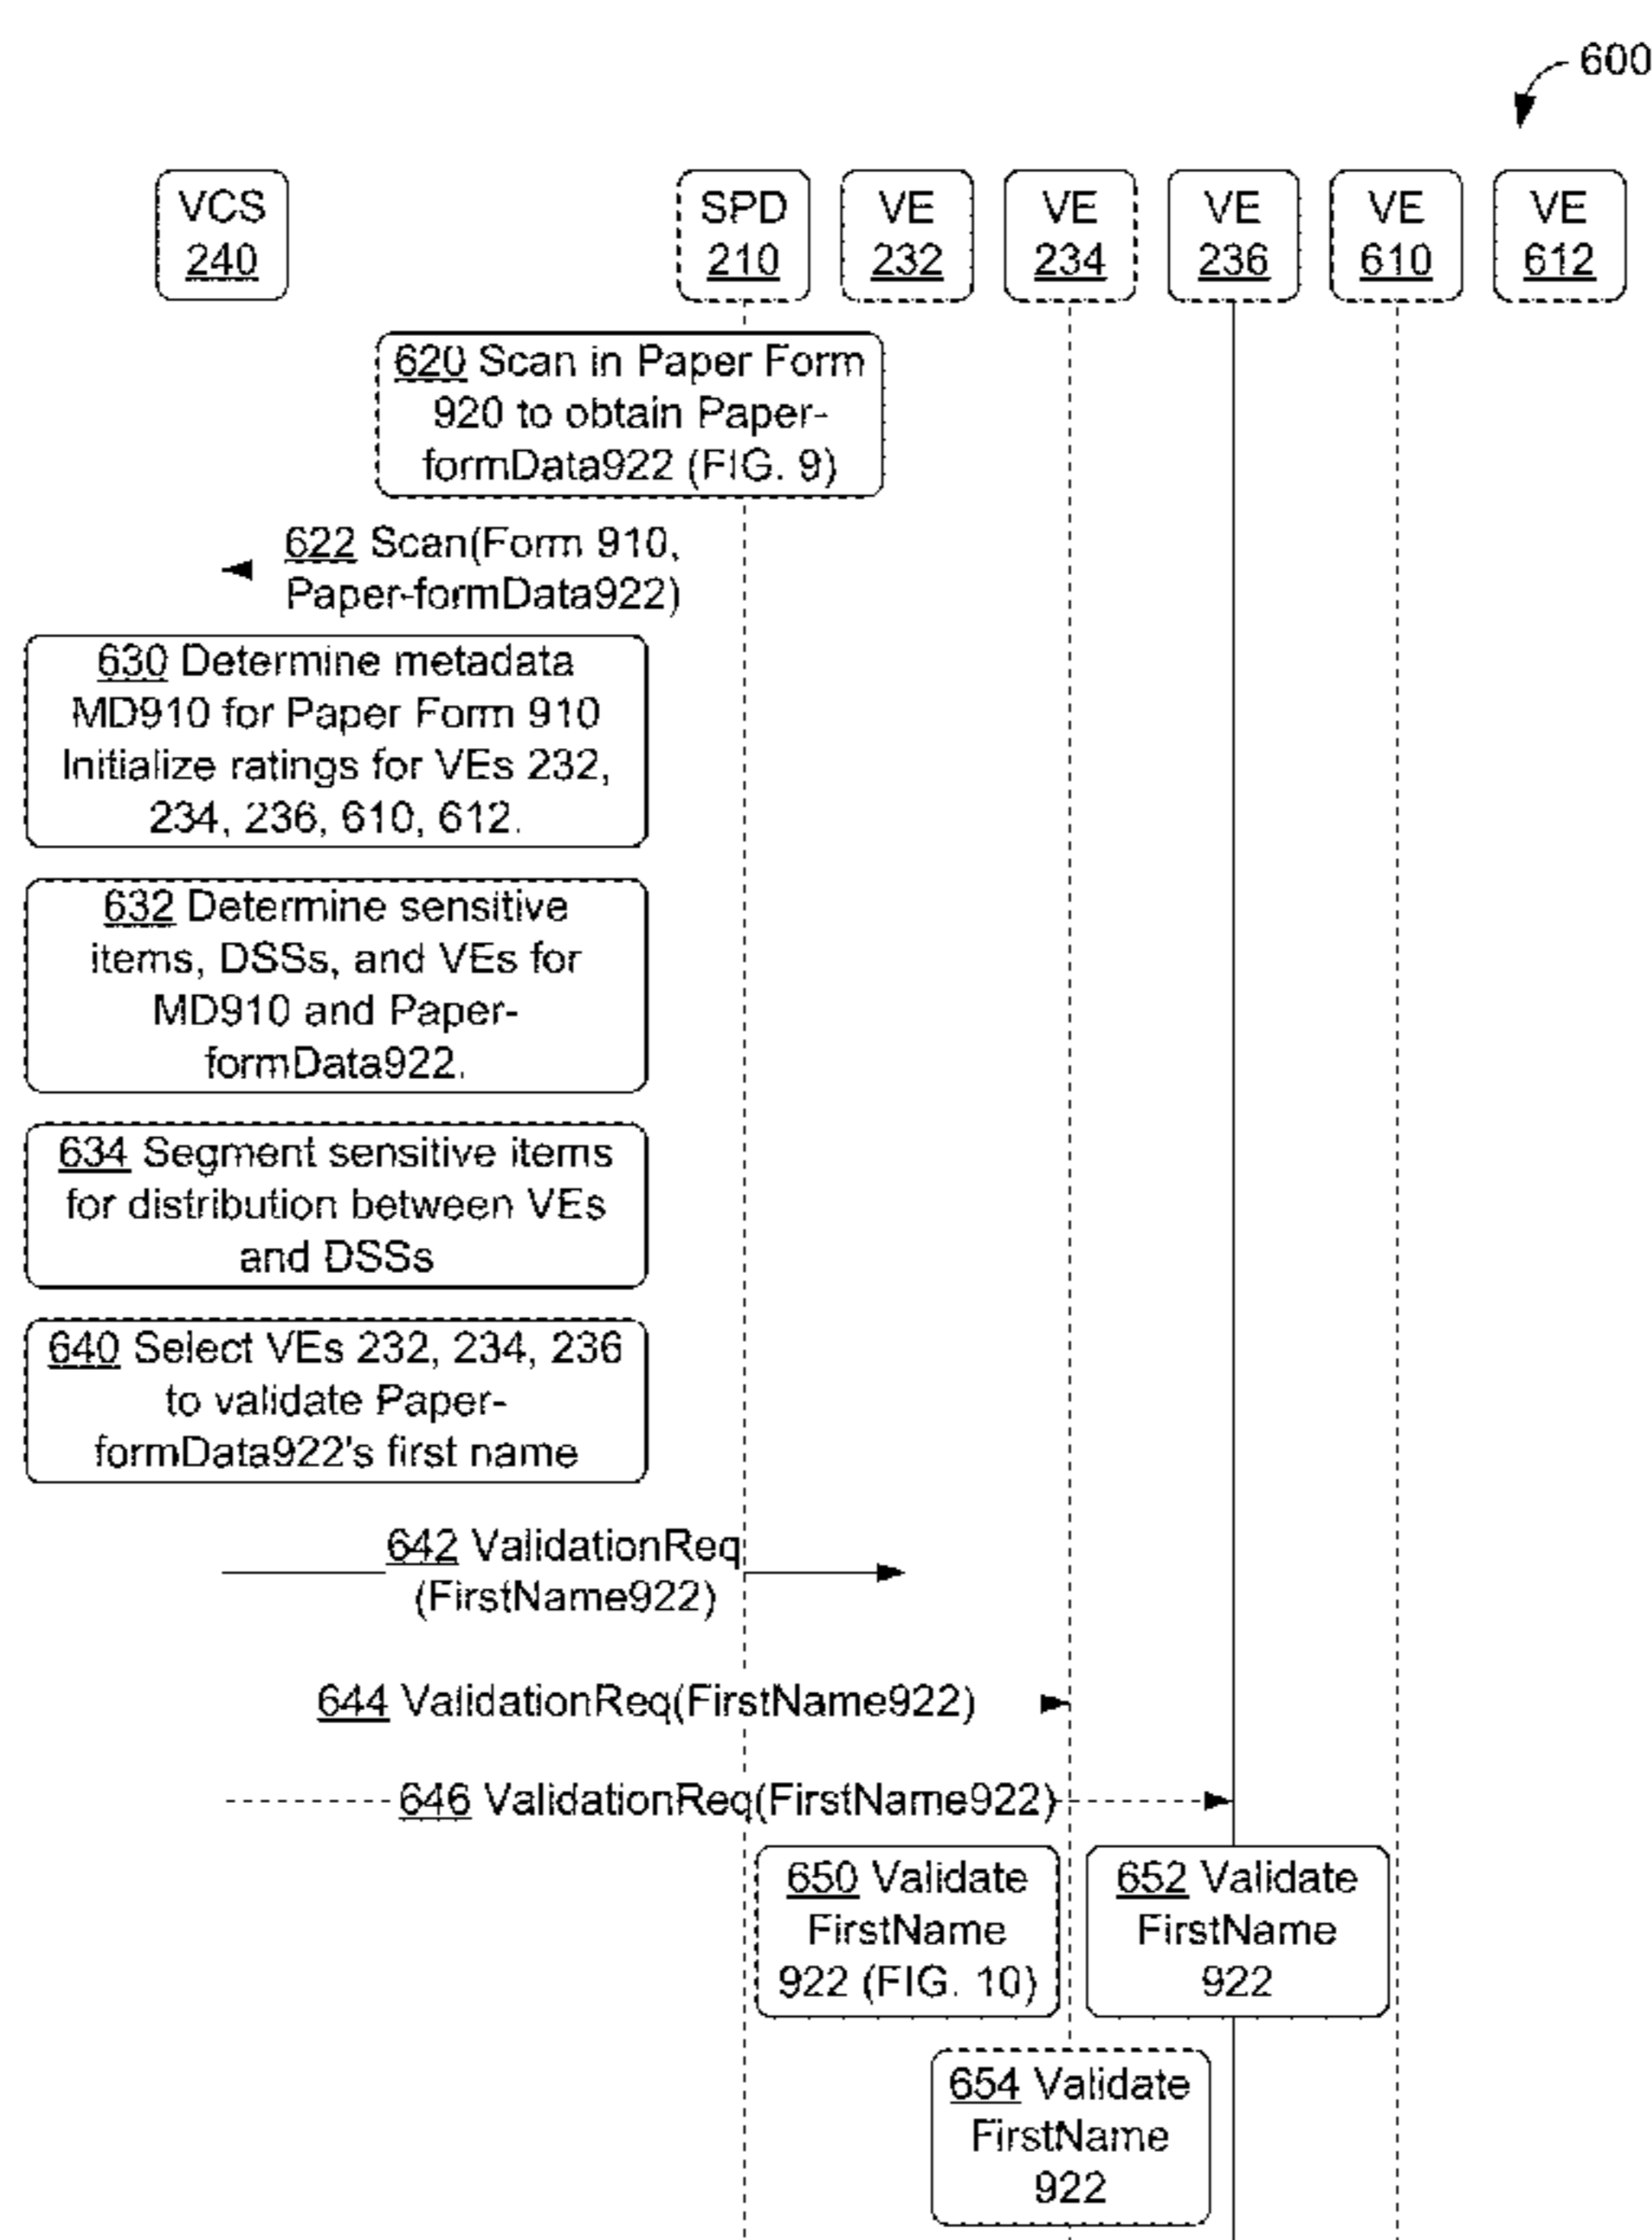 600
VCS
240
SPD
210
VE
232
VE
234
VE
236
VE
610
VE
612
620 Scan in Paper Form
920 to obtain Paper-
formData922 (FIG. 9)
622 Scan(Form 910,
Paper-formData922)
630 Determine metadata
MD910 for Paper Form 910
Initialize ratings for VEs 232,
234, 236, 610, 612.
632 Determine sensitive
items, DSSs, and VEs for
MD910 and Paper-
formData922.
634 Segment sensitive items
for distribution between VEs
and DSSs
640 Select VEs 232, 234, 236
to validate Paper-
formData922's first name
642 ValidationReq
(FirstName922)
644 ValidationReq(FirstName922)
646 ValidationReq(FirstName922)
650 Validate
FirstName
922 (FIG. 10)
652 Validate
FirstName
922
654 Validate
FirstName
922